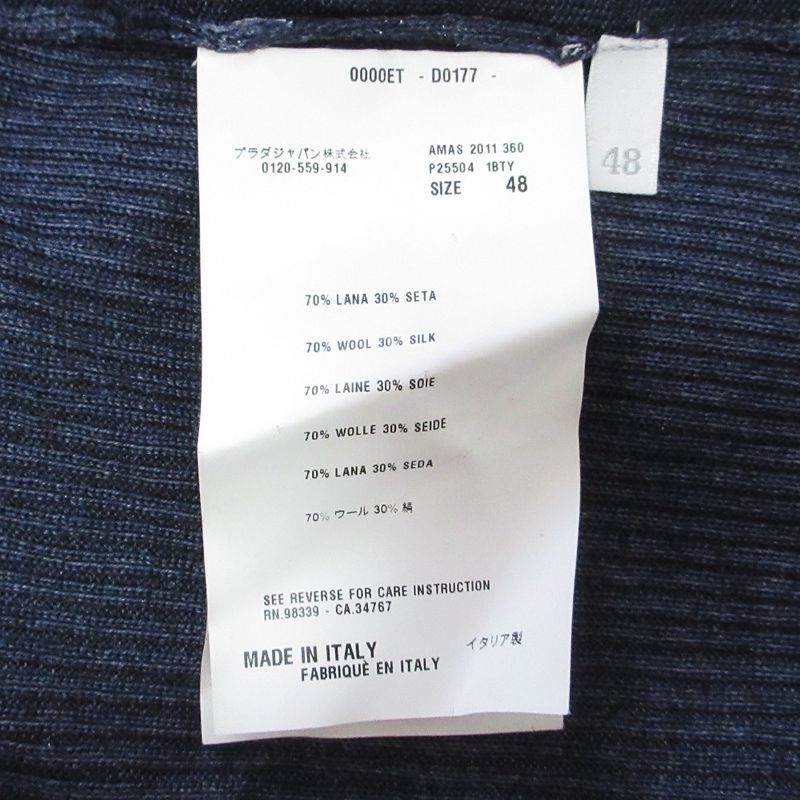 0000ET - D0177 -
プラダジャパン株式会社
0120-559-914
AMAS 2011 360
P25504 1BTY
SIZE 48
48
70% LANA 30% SETA
70% WOOL 30% SILK
70% LAINE 30% SOIE
70% WOLLE 30% SEIDE
70% LANA 30% SEDA
70% ウール 30% 絹
SEE REVERSE FOR CARE INSTRUCTION
RN.98339 - CA.34767
MADE IN ITALY
イタリア製
FABRIQUÈ EN ITALY